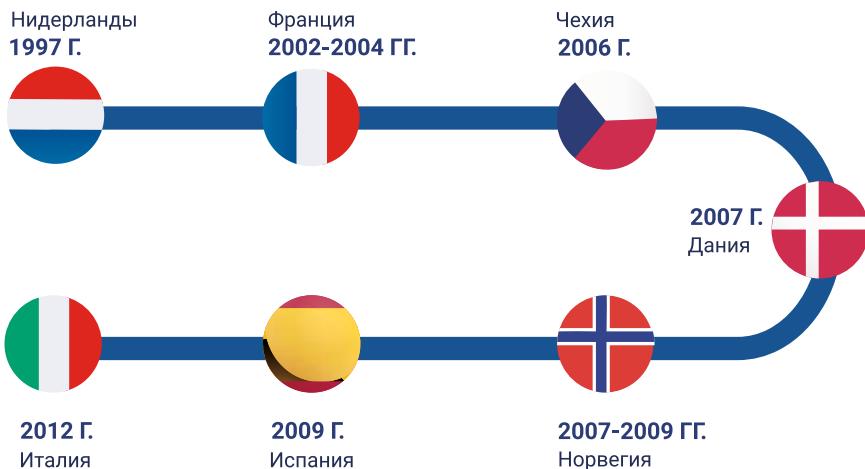 Нидерланды
1997 Г.
Франция
2002-2004 ГГ.
Чехия
2006 Г.
2007 Г.
Дания
2007-2009 ГГ.
Норвегия
2009 Г.
Испания
2012 Г.
Италия